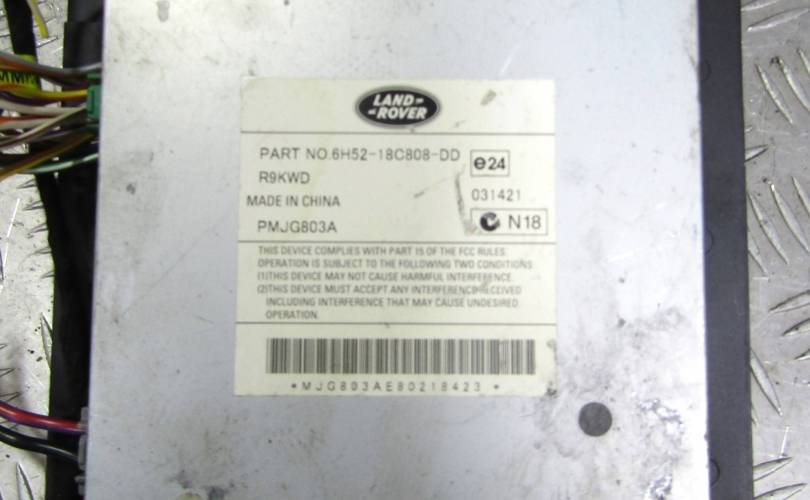 LAND-
-ROVER
PART NO.6H52-18C808-DD e24
R9KWD
031421
MADE IN CHINA
PMJG803A
N18
THIS DEVICE COMPLIES WITH PART 15 OF THE FCC RULES.
OPERATION IS SUBJECT TO THE FOLLOWING TWO CONDITIONS:
(1)THIS DEVICE MAY NOT CAUSE HARMFUL INTERFERENCE.
(2)THIS DEVICE MUST ACCEPT ANY INTERFERENCE RECEIVED
INCLUDING INTERFERENCE THAT MAY CAUSE UNDESIRED
OPERATION.
*MJG803AE80218423*